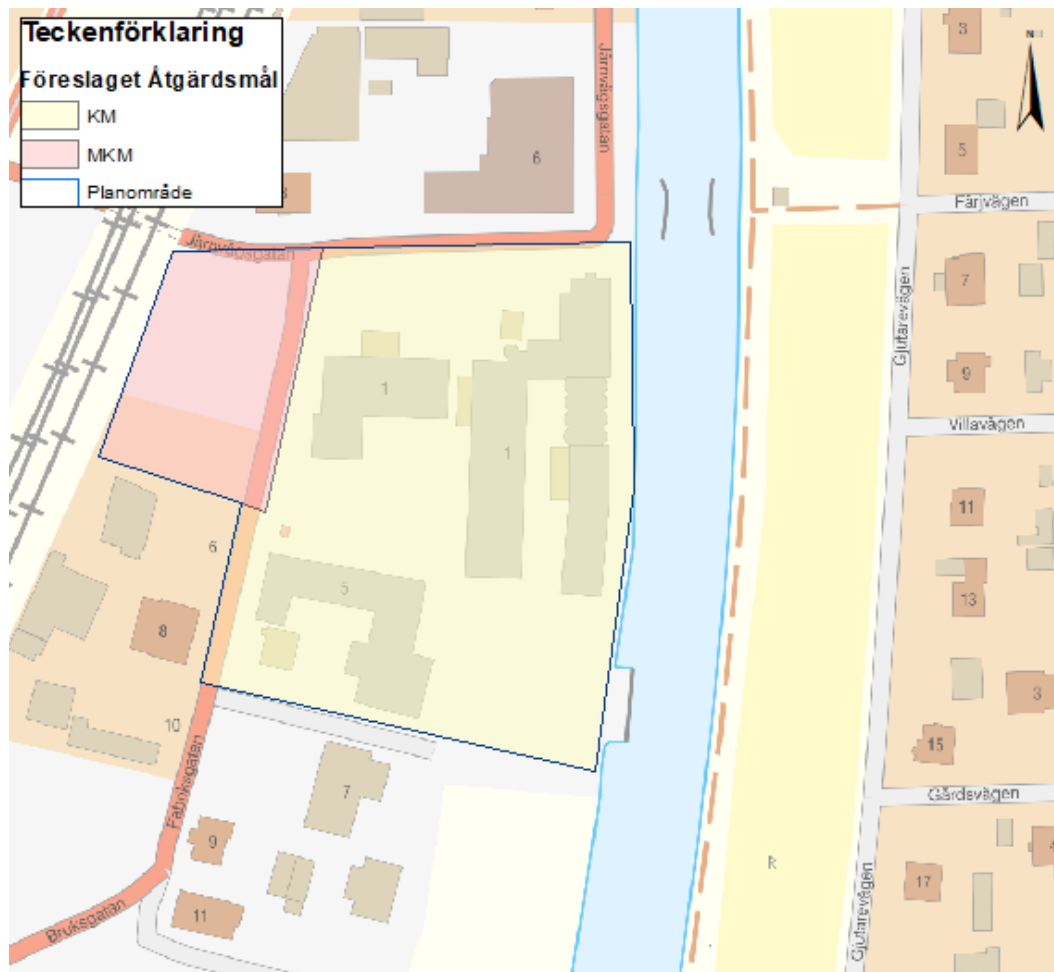 Teckenförklaring
Föreslaget Åtgärdsmål
KM
MKM
Planområde
N
3
5
6
Järnvägsgatan
Färjvägen
Järnvägsgatan
7
Gjutarevägen
9
1
Villavägen
1
11
6
5
13
8
3
10
15
Fabriksgatan
7
Gårdsvägen
9
R
17
11
Bruksgatan
Gjutarevägen